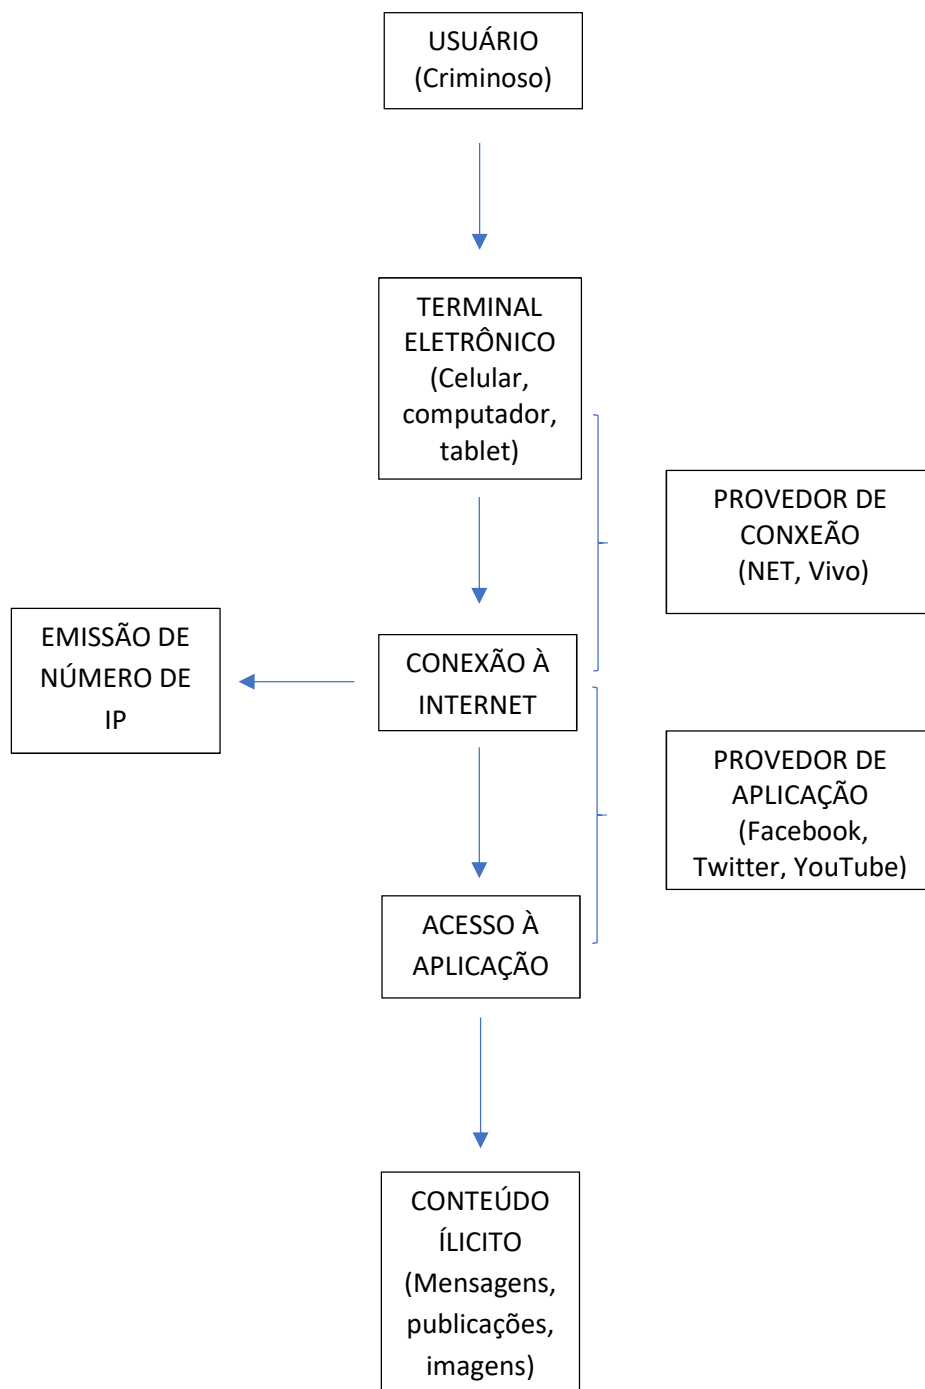 USUÁRIO
(Criminoso)
TERMINAL
ELETRÔNICO
(Celular,
computador,
tablet)
PROVEDOR DE
CONXEÃO
(NET, Vivo)
EMISSÃO DE
NÚMERO DE
IP
CONEXÃO À
INTERNET
PROVEDOR DE
APLICAÇÃO
(Facebook,
Twitter, YouTube)
ACESSO À
APLICAÇÃO
CONTEÚDO
ÍLICITO
(Mensagens,
publicações,
imagens)